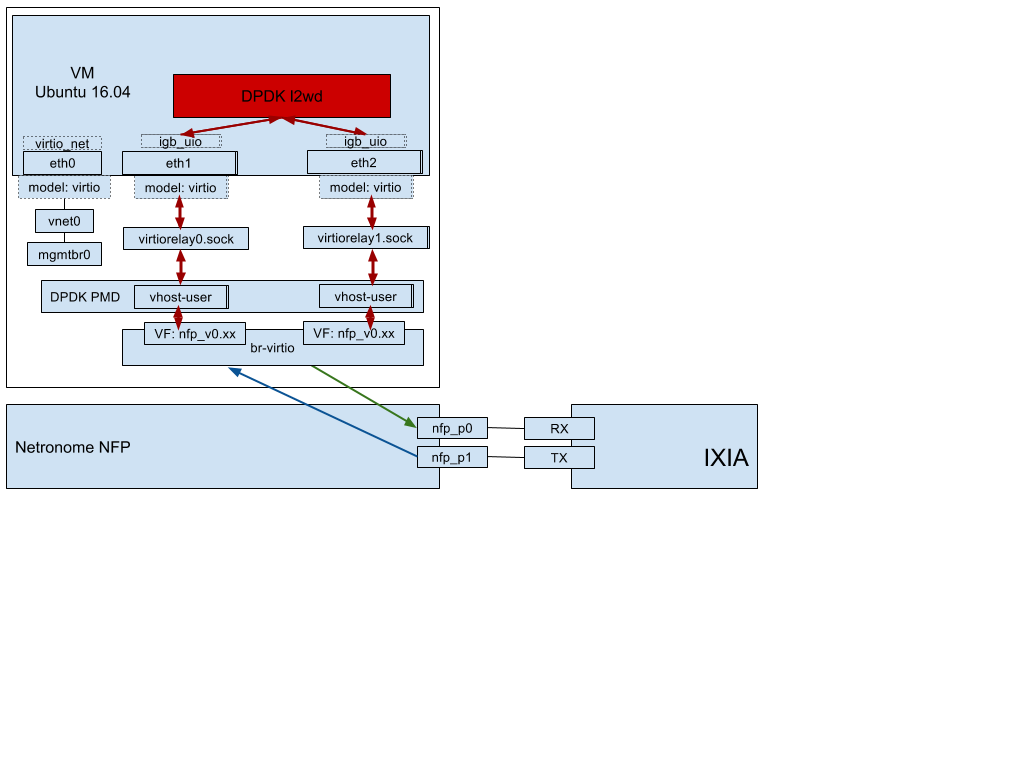 VM
Ubuntu 16.04
DPDK l2wd
virtio_net
igb_uio
igb_uio
eth0
eth1
eth2
model: virtio
model: virtio
model: virtio
vnet0
virtiorelay0.sock
virtiorelay1.sock
mgmtbr0
DPDK PMD
vhost-user
vhost-user
VF: nfp_v0.xx
VF: nfp_v0.xx
br-virtio
Netronome NFP
nfp_p0
RX
nfp_p1
TX
IXIA